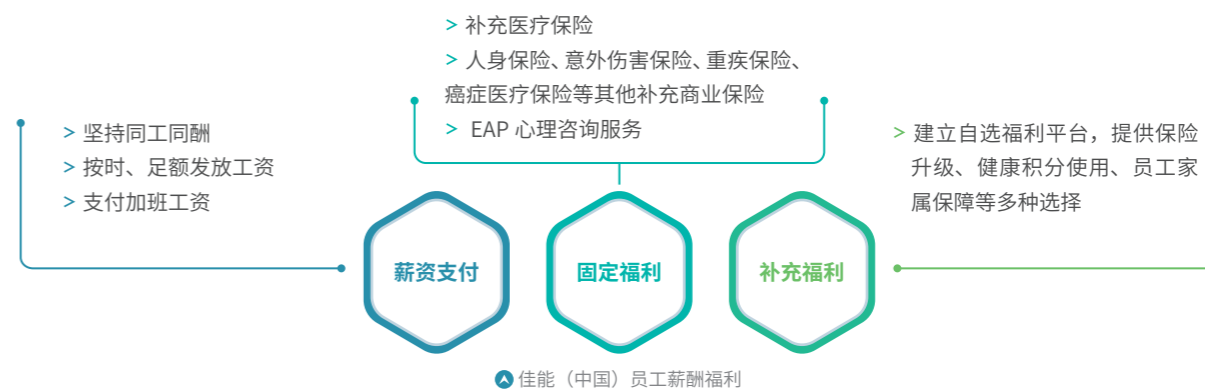 > 补充医疗保险
> 人身保险、意外伤害保险、重疾保险、
癌症医疗保险等其他补充商业保险
> EAP 心理咨询服务
> 坚持同工同酬
> 按时、足额发放工资
> 支付加班工资
> 建立自选福利平台，提供保险
升级、健康积分使用、员工家
属保障等多种选择
薪资支付
固定福利
补充福利
佳能（中国）员工薪酬福利